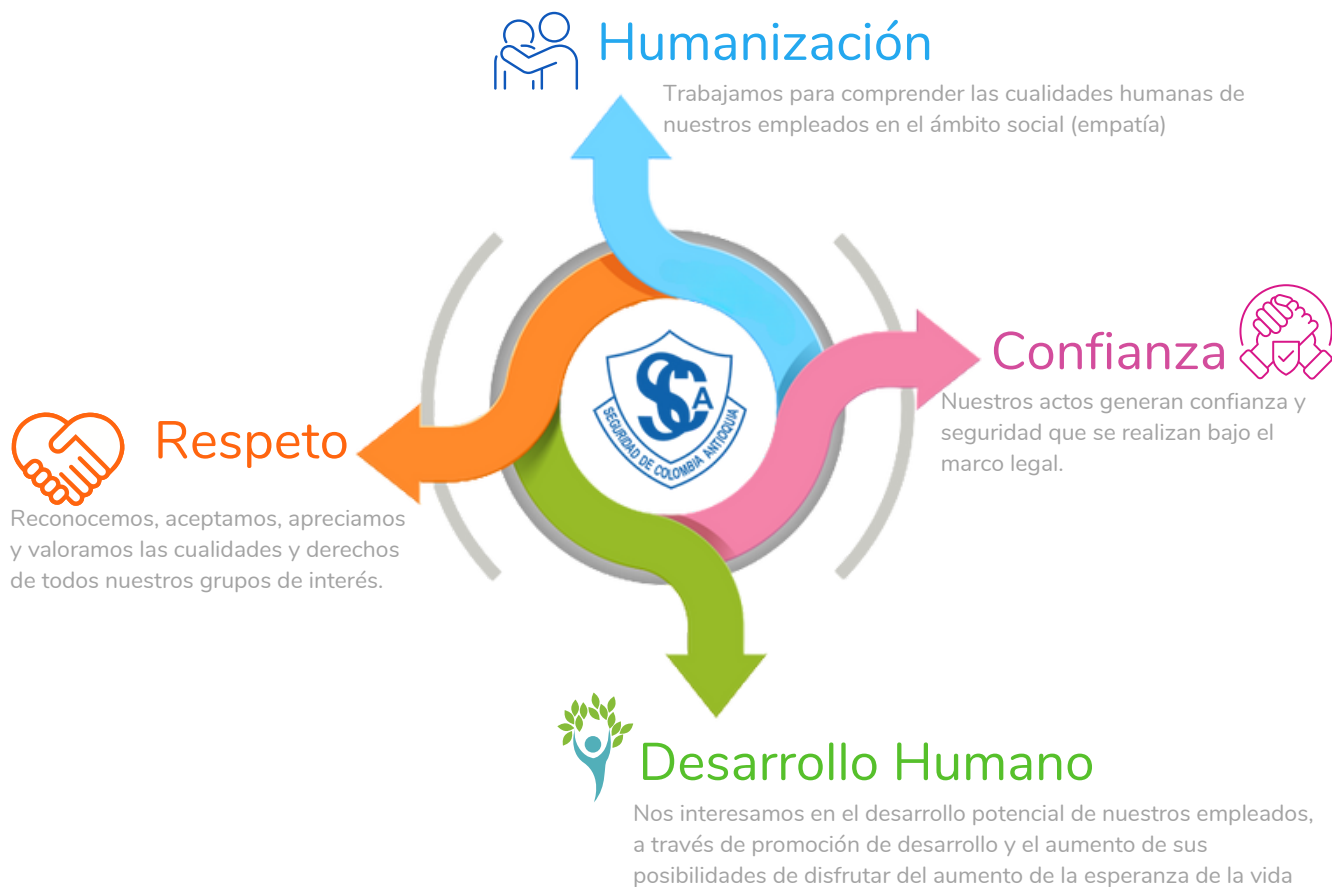 Humanización
Trabajamos para comprender las cualidades humanas de
nuestros empleados en el ámbito social (empatía)
Confianza
Nuestros actos generan confianza y
seguridad que se realizan bajo el
marco legal.
SCA
SEGURIDAD DE COLOMBIA ANTIOQUIA
Respeto
Reconocemos, aceptamos, apreciamos
y valoramos las cualidades y derechos
de todos nuestros grupos de interés.
Desarrollo Humano
Nos interesamos en el desarrollo potencial de nuestros empleados,
a través de promoción de desarrollo y el aumento de sus
posibilidades de disfrutar del aumento de la esperanza de la vida